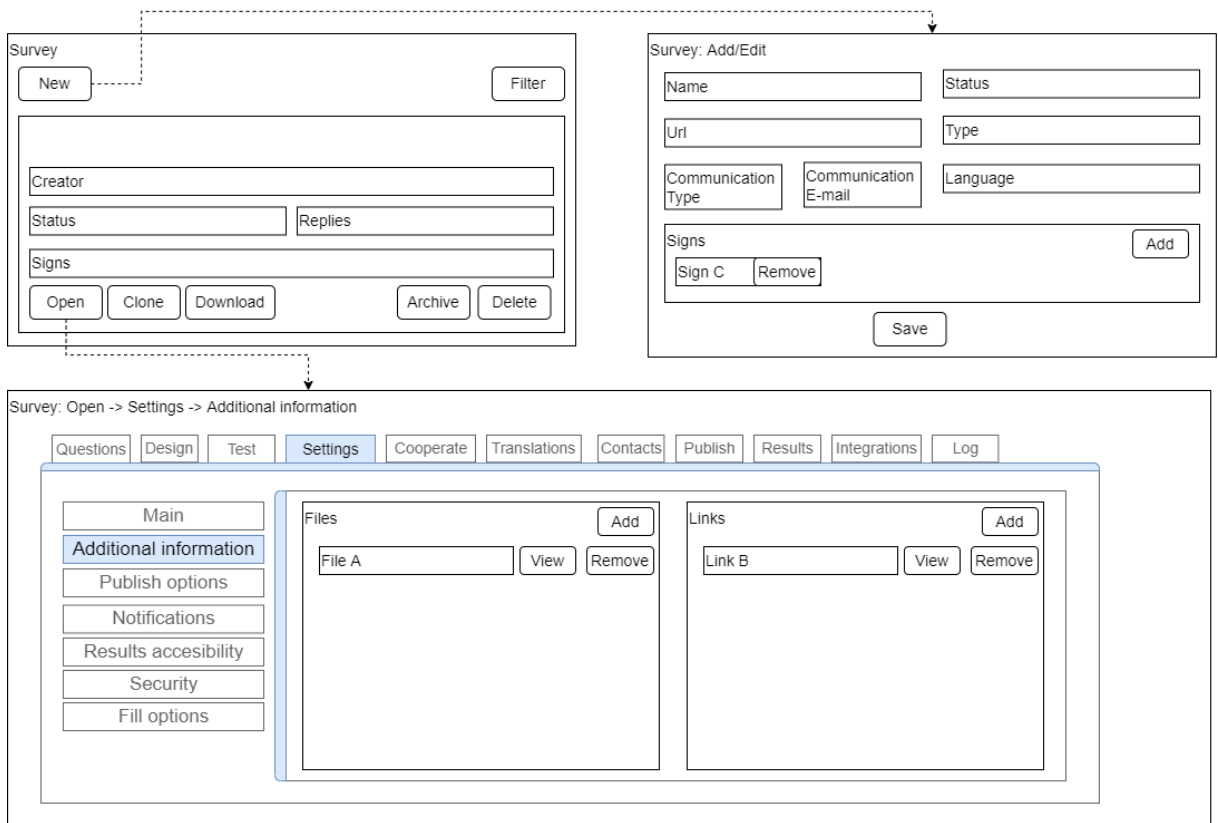 Survey
New
Filter
Creator
Status
Replies
Signs
Open
Clone
Download
Archive
Delete
Survey: Add/Edit
Name
Status
Url
Type
Communication
Type
Communication
E-mail
Language
Signs
Add
Sign C
Remove
Save
Survey: Open -> Settings -> Additional information
Questions
Design
Test
Settings
Cooperate
Translations
Contacts
Publish
Results
Integrations
Log
Main
Additional information
Publish options
Notifications
Results accesibility
Security
Fill options
Files
Add
File A
View
Remove
Links
Add
Link B
View
Remove